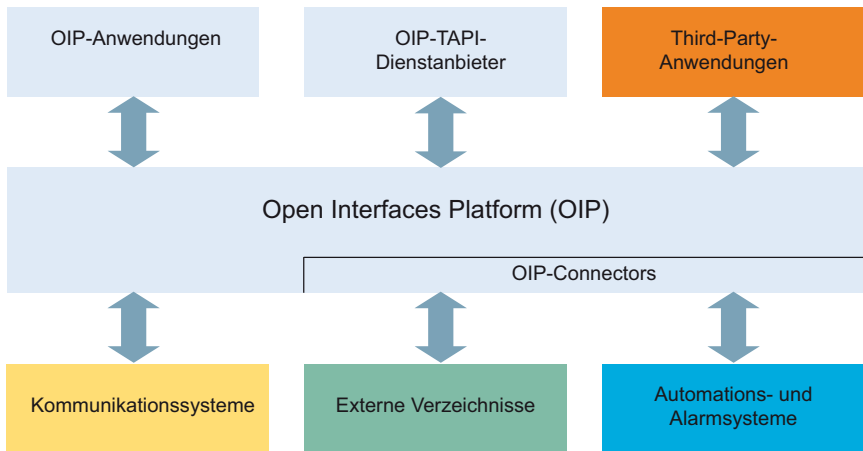 OIP-Anwendungen
OIP-TAPI-
Dienstanbieter
Third-Party-
Anwendungen
Open Interfaces Platform (OIP)
OIP-Connectors
Kommunikationssysteme
Externe Verzeichnisse
Automations- und
Alarmsysteme